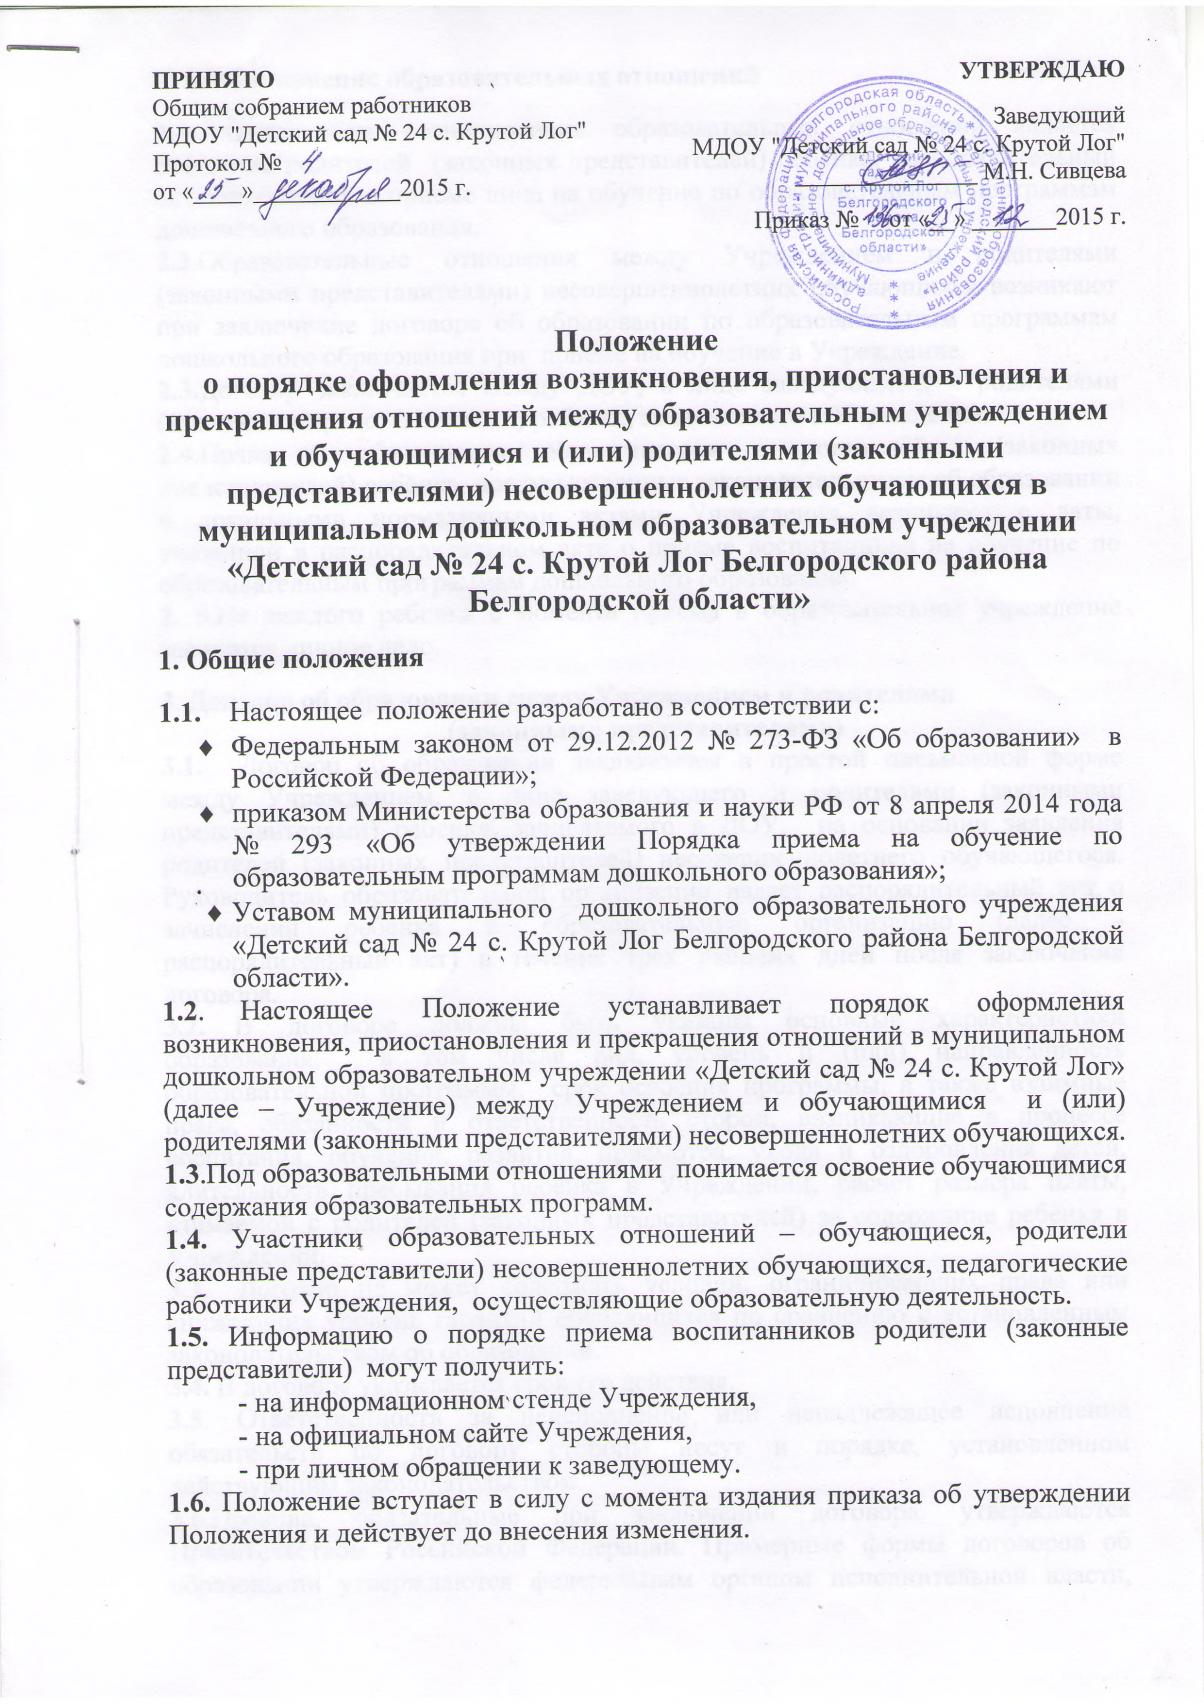 ПРИНЯТО
Общим собранием работников
МДОУ "Детский сад № 24 с. Крутой Лог"
Протокол № 4
от « 25 » декабря 2015 г.
УТВЕРЖДАЮ
Заведующий
МДОУ "Детский сад № 24 с. Крутой Лог"
М.Н. Сивцева
Приказ № от « 25 » 12 2015 г.
с. Крутой Лог
Белгородского
района
Белгородской
области»
Положение
о порядке оформления возникновения, приостановления и
прекращения отношений между образовательным учреждением
и обучающимися и (или) родителями (законными
представителями) несовершеннолетних обучающихся в
муниципальном дошкольном образовательном учреждении
«Детский сад № 24 с. Крутой Лог Белгородского района
Белгородской области»
1. Общие положения
1.1. Настоящее положение разработано в соответствии с:
♦ Федеральным законом от 29.12.2012 № 273-ФЗ «Об образовании» в
Российской Федерации»;
♦ приказом Министерства образования и науки РФ от 8 апреля 2014 года
№ 293 «Об утверждении Порядка приема на обучение по
образовательным программам дошкольного образования»;
♦ Уставом муниципального дошкольного образовательного учреждения
«Детский сад № 24 с. Крутой Лог Белгородского района Белгородской
области».
1.2. Настоящее Положение устанавливает порядок оформления
возникновения, приостановления и прекращения отношений в муниципальном
дошкольном образовательном учреждении «Детский сад № 24 с. Крутой Лог»
(далее – Учреждение) между Учреждением и обучающимися и (или)
родителями (законными представителями) несовершеннолетних обучающихся.
1.3.Под образовательными отношениями понимается освоение обучающимися
содержания образовательных программ.
1.4. Участники образовательных отношений – обучающиеся, родители
(законные представители) несовершеннолетних обучающихся, педагогические
работники Учреждения, осуществляющие образовательную деятельность.
1.5. Информацию о порядке приема воспитанников родители (законные
представители) могут получить:
- на информационном стенде Учреждения,
- на официальном сайте Учреждения,
- при личном обращении к заведующему.
1.6. Положение вступает в силу с момента издания приказа об утверждении
Положения и действует до внесения изменения.